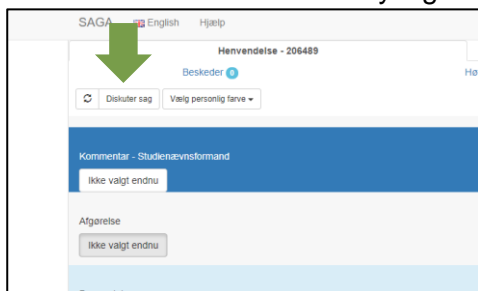 SAGA English Hjælp
Henvendelse - 206489
Beskeder 0
Diskuter sag Vælg personlig farve
Kommentar - Studienævnsformand
Ikke valgt endnu
Afgørelse
Ikke valgt endnu